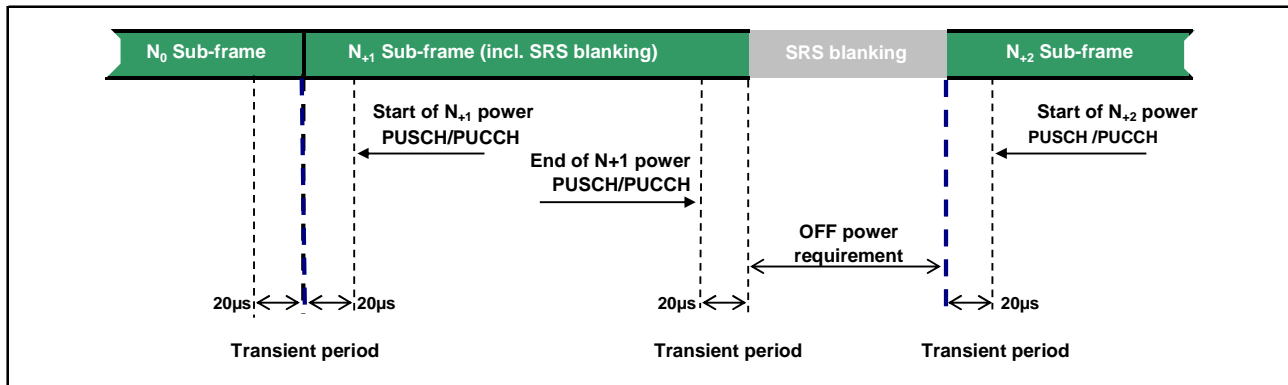 N0 Sub-frame
N+1 Sub-frame (incl. SRS blanking)
SRS blanking
N+2 Sub-frame
Start of N+1 power
PUSCH/PUCCH
End of N+1 power
PUSCH/PUCCH
Start of N+2 power
PUSCH /PUCCH
OFF power
requirement
20µs
20µs
20µs
20µs
Transient period
Transient period
Transient period